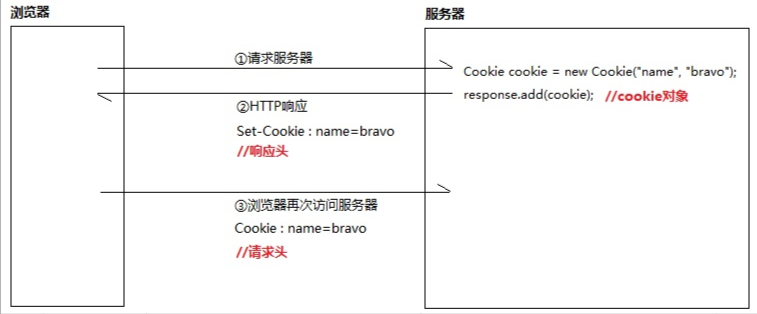 浏览器
服务器
①请求服务器
Cookie cookie = new Cookie("name", "bravo");
response.add(cookie); //cookie对象
②HTTP响应
Set-Cookie : name=bravo
//响应头
③浏览器再次访问服务器
Cookie : name=bravo
//请求头